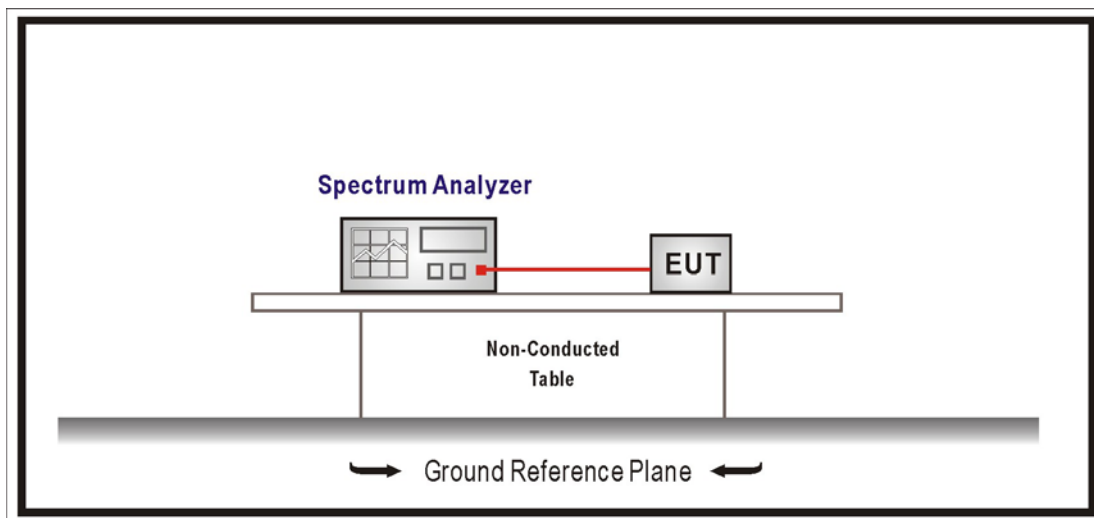 Spectrum Analyzer
EUT
Non-Conducted
Table
Ground Reference Plane